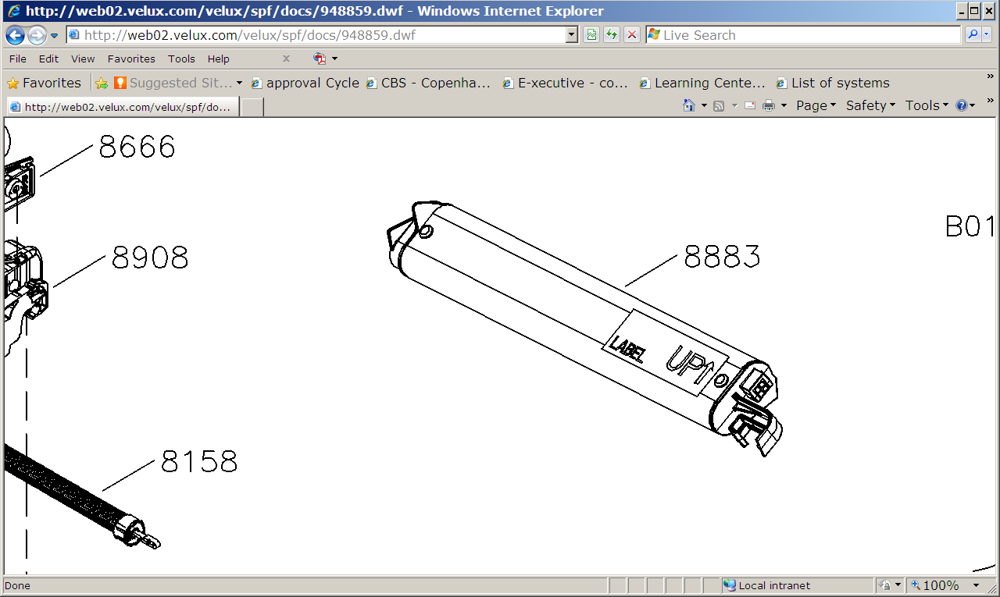 http://web02.velux.com/velux/spf/docs/948859.dwf - Windows Internet Explorer
http://web02.velux.com/velux/spf/docs/948859.dwf
Live Search
File Edit View Favorites Tools Help x
Favorites Suggested Sit... approval Cycle CBS - Copenha... E-xecutive - co... Learning Cente... List of systems »
http://web02.velux.com/velux/spf/do... Page Safety Tools »
8666
B01
8908
8883
LABEL UP1
8158
Done Local intranet 100%